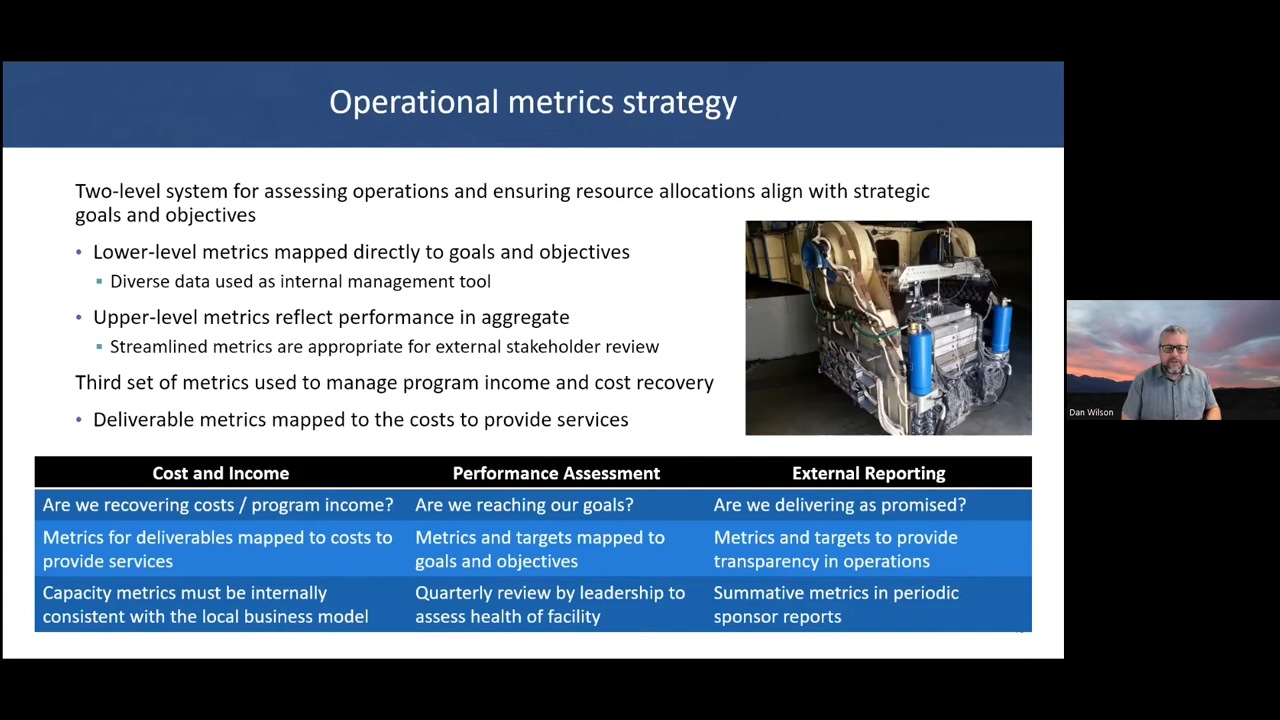 Operational metrics strategy
Two-level system for assessing operations and ensuring resource allocations align with strategic
goals and objectives
• Lower-level metrics mapped directly to goals and objectives
▪ Diverse data used as internal management tool
• Upper-level metrics reflect performance in aggregate
▪ Streamlined metrics are appropriate for external stakeholder review
Third set of metrics used to manage program income and cost recovery
• Deliverable metrics mapped to the costs to provide services
Cost and Income
Performance Assessment
External Reporting
Are we recovering costs / program income?
Are we reaching our goals?
Are we delivering as promised?
Metrics for deliverables mapped to costs to
provide services
Metrics and targets mapped to
goals and objectives
Metrics and targets to provide
transparency in operations
Capacity metrics must be internally
consistent with the local business model
Quarterly review by leadership to
assess health of facility
Summative metrics in periodic
sponsor reports
Dan Wilson